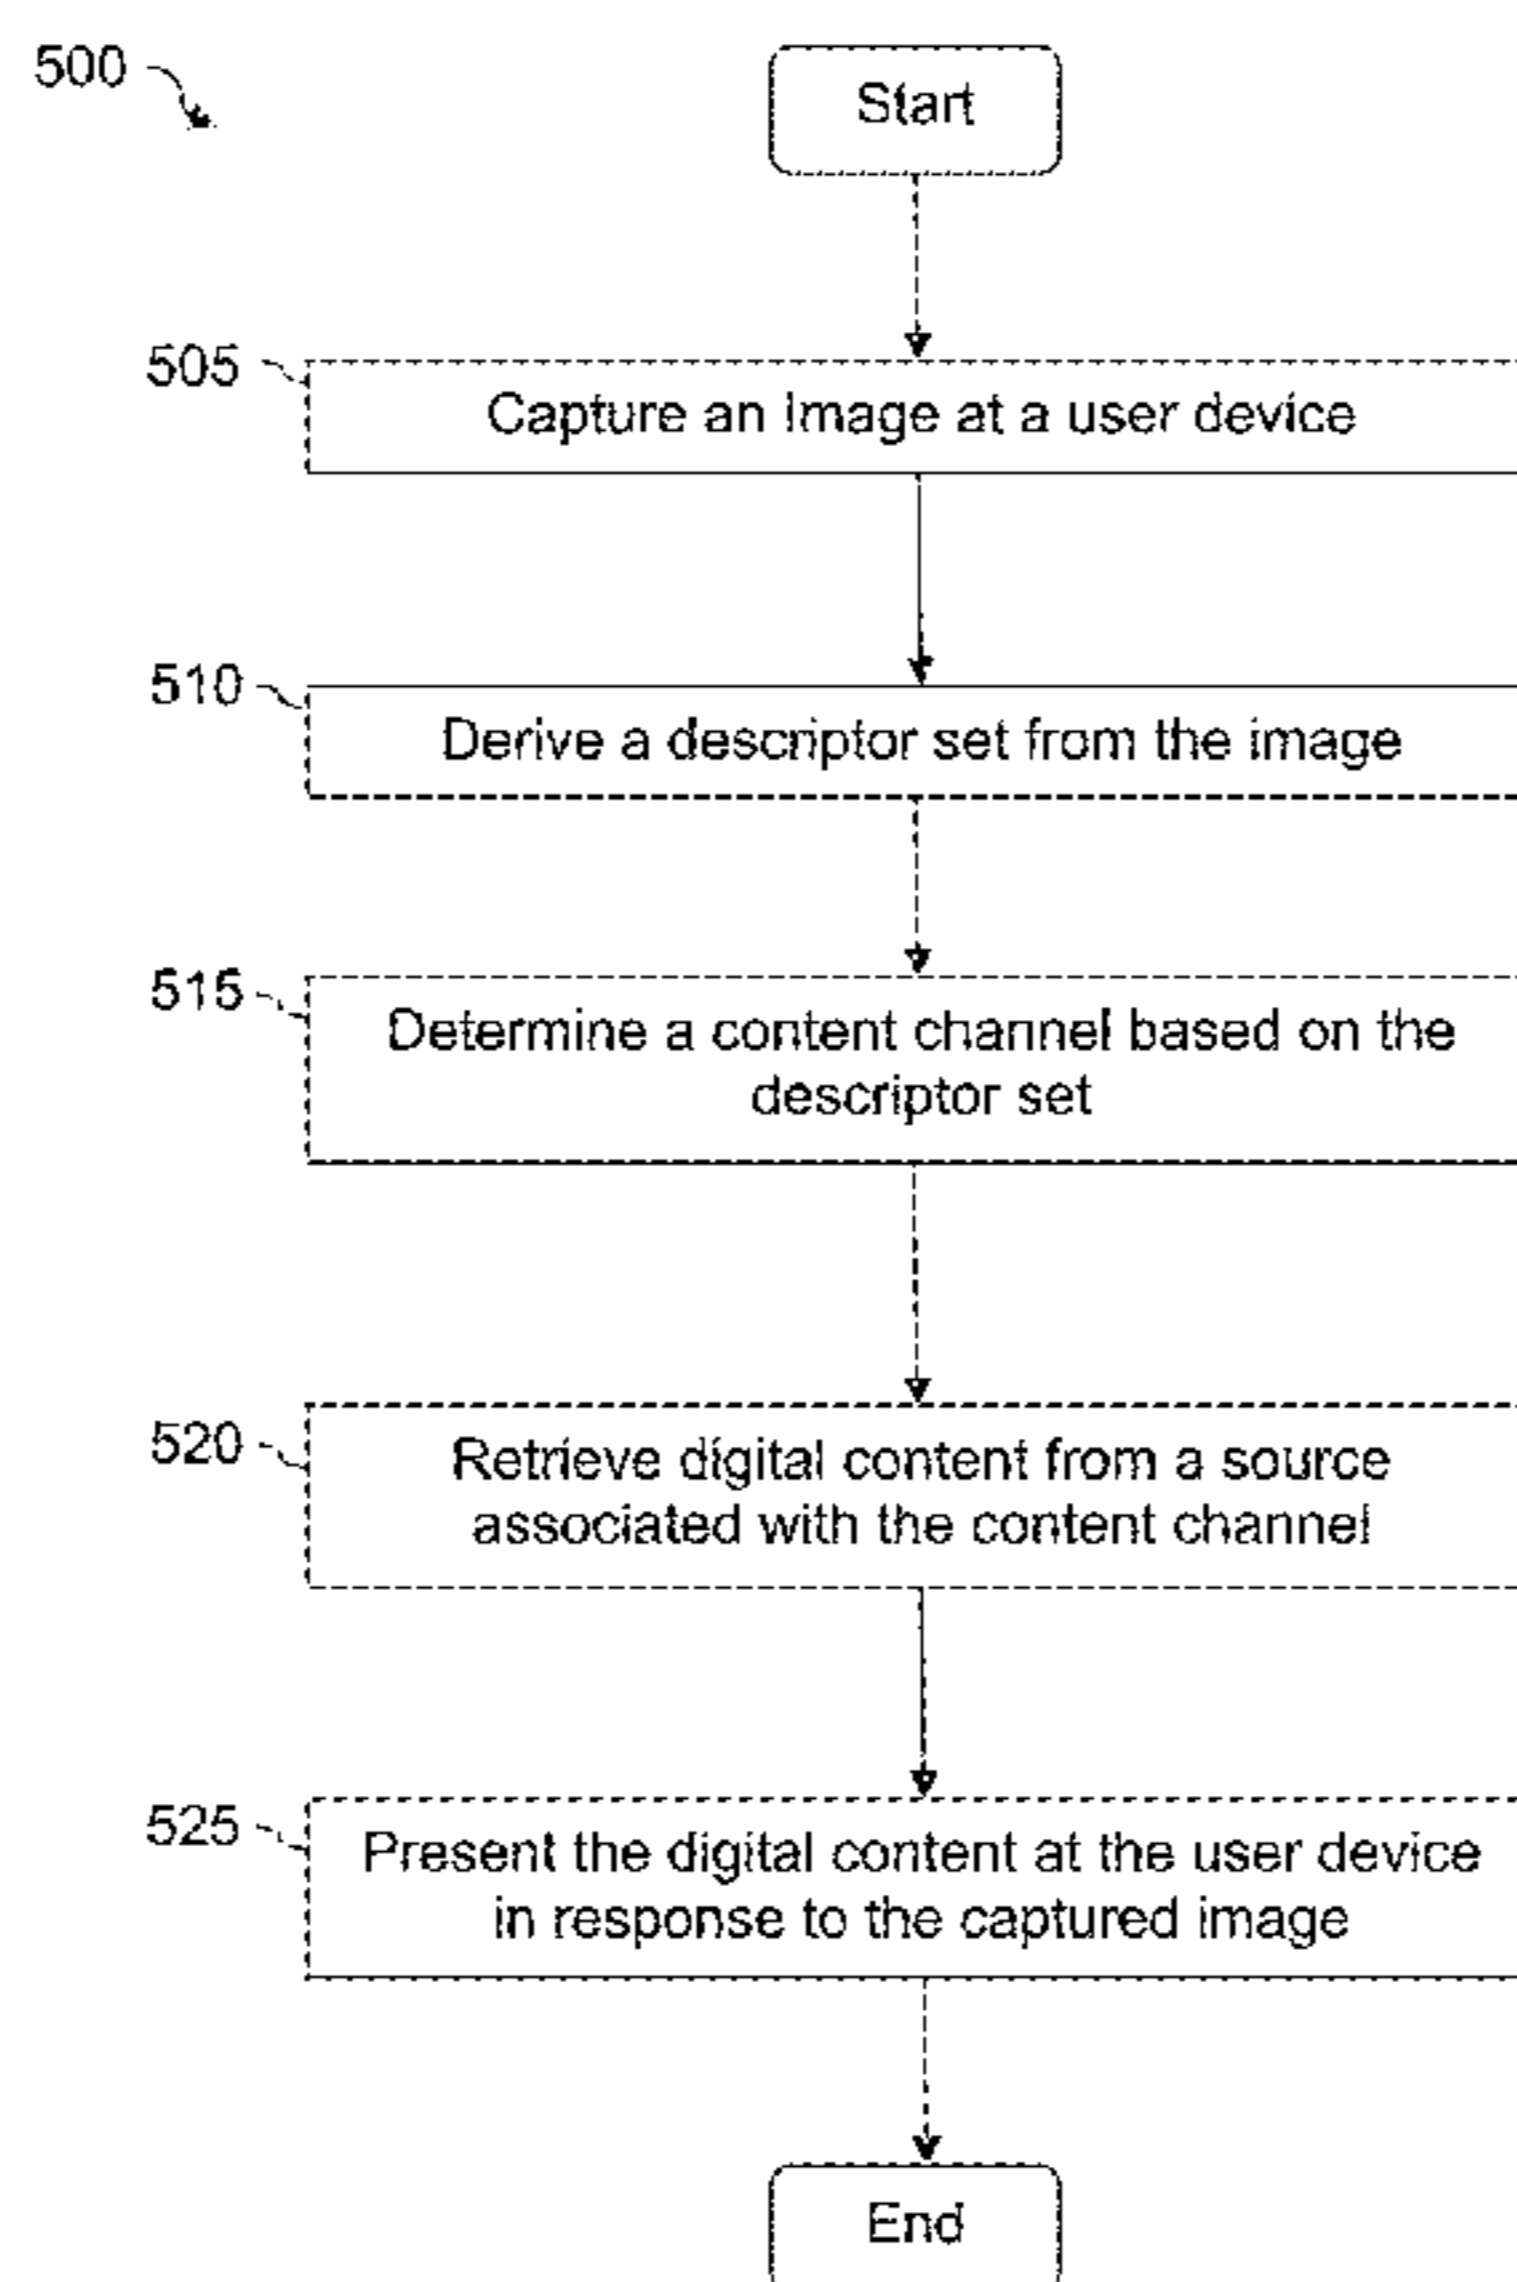 500
Start
505
Capture an Image at a user device
510
Derive a descriptor set from the image
515
Determine a content channel based on the
descriptor set
520
Retrieve digital content from a source
associated with the content channel
525
Present the digital content at the user device
in response to the captured image
End